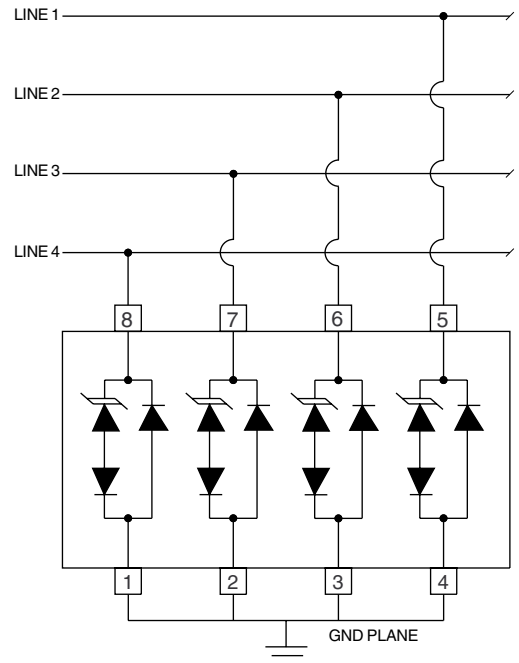 LINE 1
LINE 2
LINE 3
LINE 4
8 7 6 5
1 2 3 4
GND PLANE